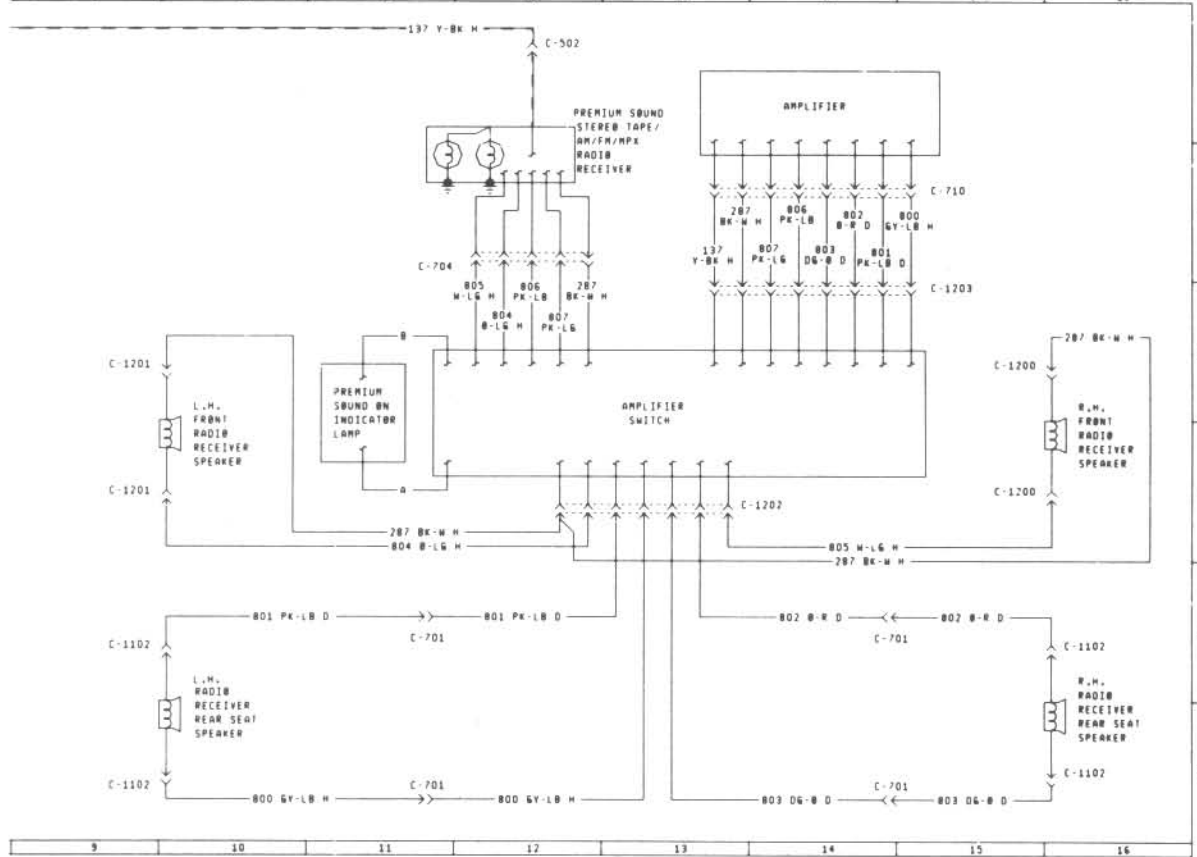 137 Y-BK H
C-502
AMPLIFIER
PREMIUM SOUND
STEREO TAPE/
AM/FM/MPX
RADIO
RECEIVER
C-710
287
BK-W H
806
PK-LB
802
O-R D
800
GY-LB H
137
Y-BK H
807
PK-LG
803
DG-O D
801
PK-LB D
C-704
C-1203
805
W-LG H
806
PK-LB
287
BK-W H
804
O-LG H
807
PK-LG
B
287 BK-W H
C-1201
C-1200
PREMIUM
SOUND ON
INDICATOR
LAMP
L.H.
FRONT
RADIO
RECEIVER
SPEAKER
AMPLIFIER
SWITCH
R.H.
FRONT
RADIO
RECEIVER
SPEAKER
C-1201
A
C-1200
C-1202
287 BK-W H
804 O-LG H
805 W-LG H
287 BK-W H
801 PK-LB D
801 PK-LB D
802 O-R D
802 O-R D
C-701
C-701
C-1102
C-1102
L.H.
RADIO
RECEIVER
REAR SEAT
SPEAKER
R.H.
RADIO
RECEIVER
REAR SEAT
SPEAKER
C-1102
C-1102
C-701
C-701
800 GY-LB H
800 GY-LB H
803 DG-O D
803 DG-O D
9 10 11 12 13 14 15 16